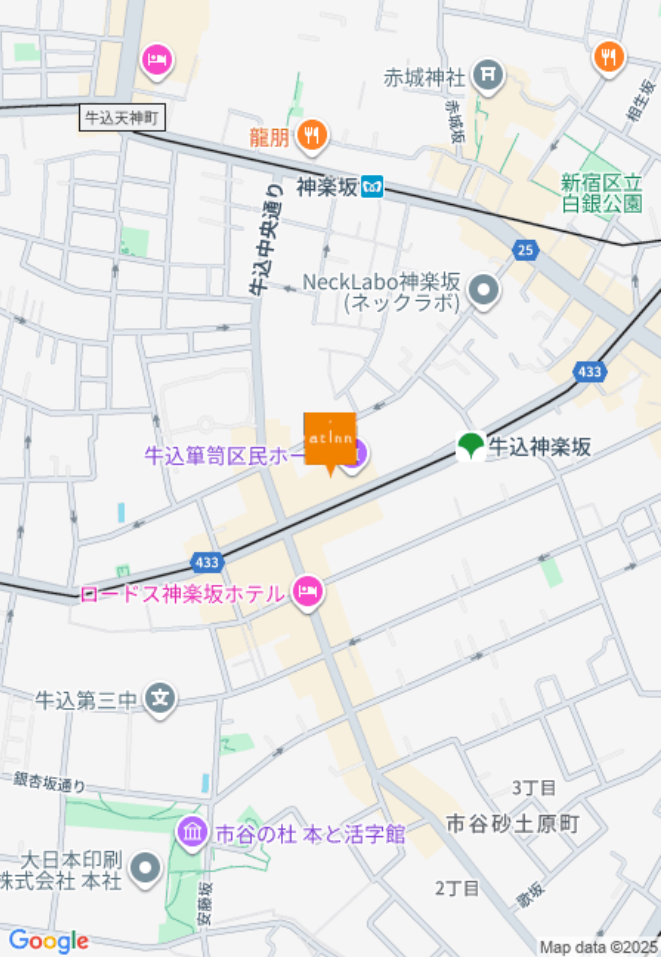 赤城神社
赤城坂
相生坂
牛込天神町
龍朋
神楽坂
新宿区立
白銀公園
牛込中央通り
25
NeckLabo神楽坂
(ネックラボ)
433
atinn
牛込箪笥区民ホー
牛込神楽坂
433
ロードス神楽坂ホテル
牛込第三中
文
銀杏坂通り
3丁目
市谷砂土原町
市谷の杜 本と活字館
大日本印刷
株式会社 本社
安藤坂
2丁目
歌坂
Google
Map data ©2025